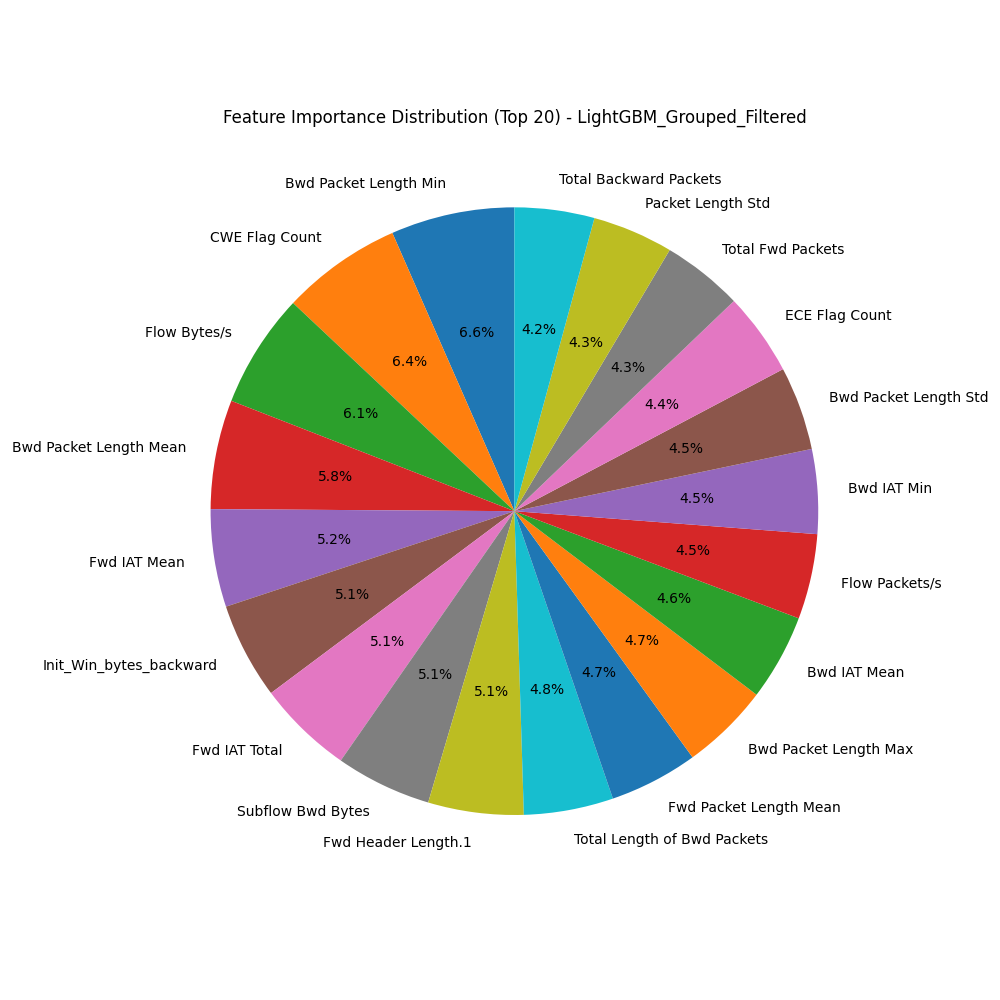 Feature Importance Distribution (Top 20) - LightGBM_Grouped_Filtered
Bwd Packet Length Min
6.6%
CWE Flag Count
6.4%
Flow Bytes/s
6.1%
Bwd Packet Length Mean
5.8%
Fwd IAT Mean
5.2%
Init_Win_bytes_backward
5.1%
Fwd IAT Total
5.1%
Subflow Bwd Bytes
5.1%
Fwd Header Length.1
5.1%
Total Length of Bwd Packets
4.8%
Fwd Packet Length Mean
4.7%
Bwd Packet Length Max
4.7%
Bwd IAT Mean
4.6%
Flow Packets/s
4.5%
Bwd IAT Min
4.5%
Bwd Packet Length Std
4.5%
ECE Flag Count
4.4%
Total Fwd Packets
4.3%
Packet Length Std
4.3%
Total Backward Packets
4.2%